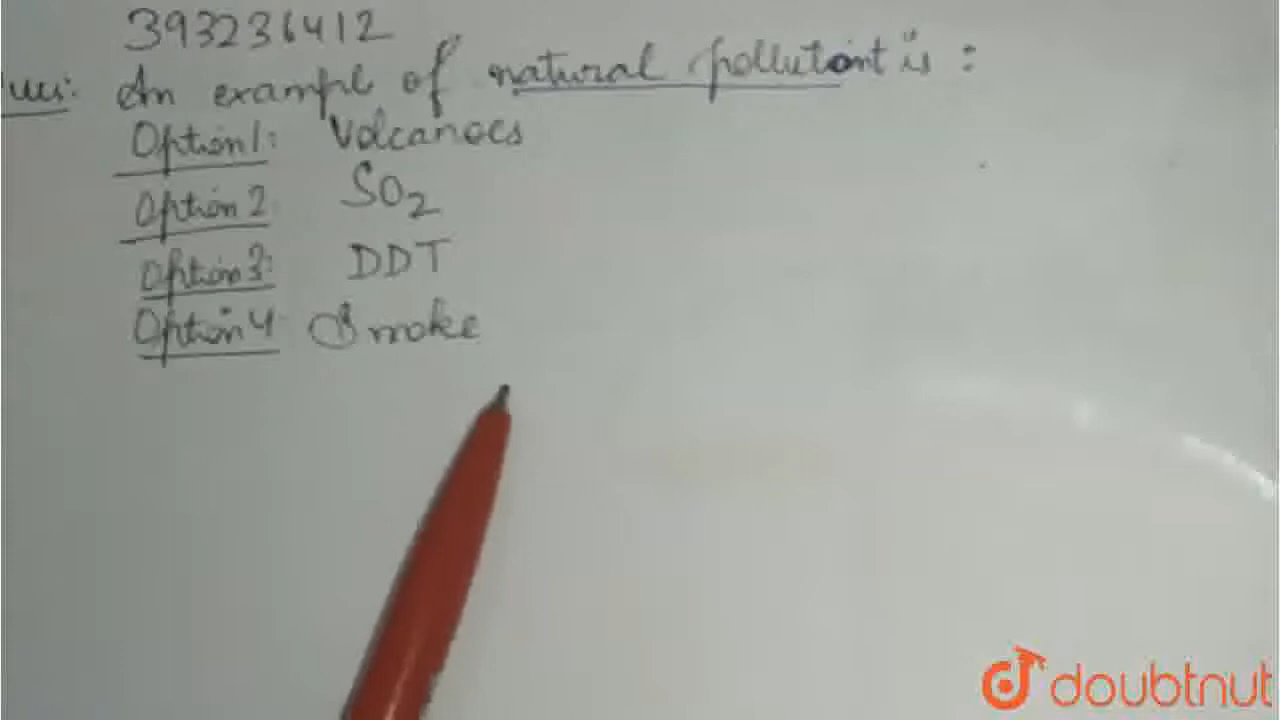 393236412
An example of natural pollutant is :
Option 1: Volcanoes
Option 2 SO2
Option 3: DDT
Option 4 Smoke
doubtnut